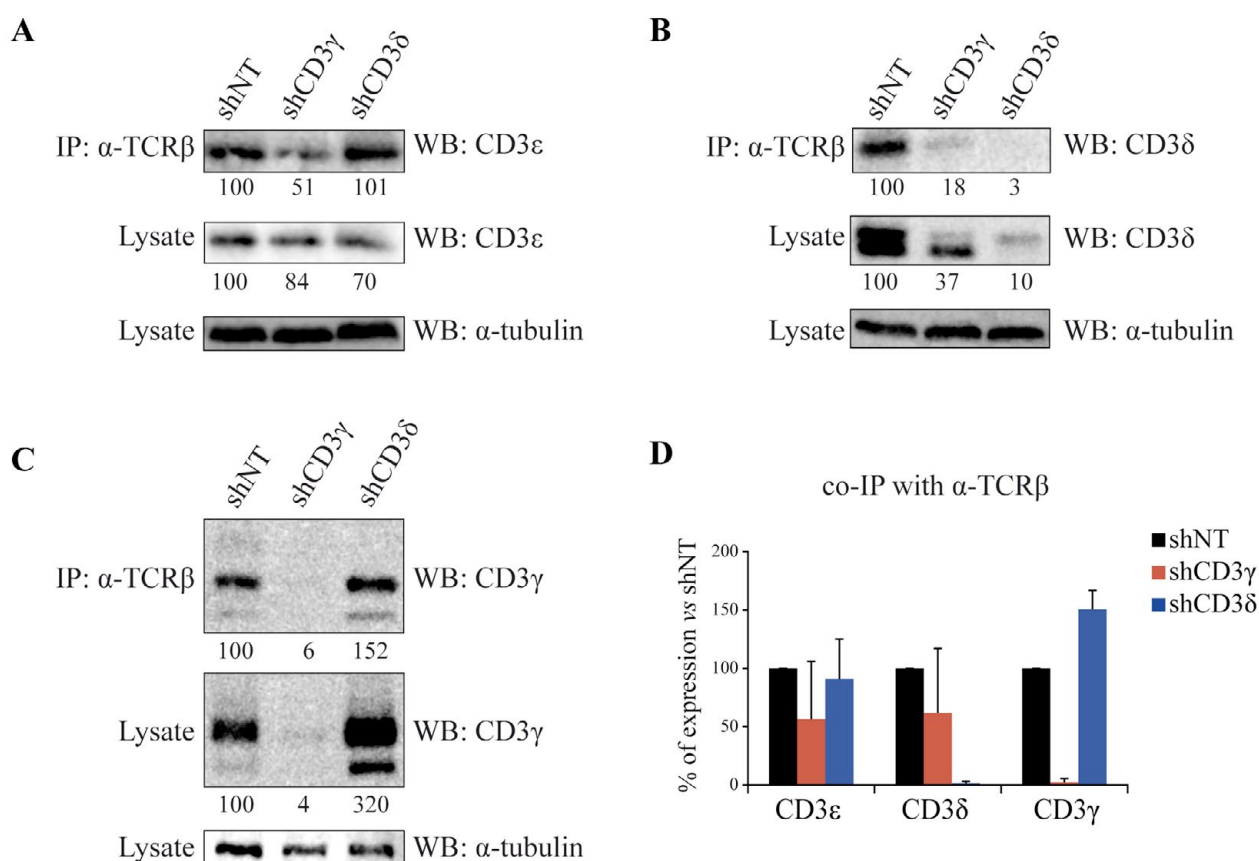 A
shNT shCD3γ shCD3δ
IP: α-TCRβ WB: CD3ε
100 51 101
Lysate WB: CD3ε
100 84 70
Lysate WB: α-tubulin
B
shNT shCD3γ shCD3δ
IP: α-TCRβ WB: CD3δ
100 18 3
Lysate WB: CD3δ
100 37 10
Lysate WB: α-tubulin
C
shNT shCD3γ shCD3δ
IP: α-TCRβ WB: CD3γ
100 6 152
Lysate WB: CD3γ
100 4 320
Lysate WB: α-tubulin
D
co-IP with α-TCRβ
% of expression vs shNT
200
150
100
50
0
CD3ε CD3δ CD3γ
shNT
shCD3γ
shCD3δ